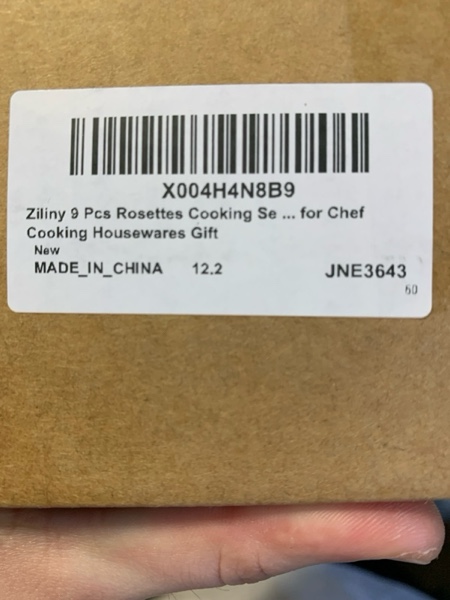 X004H4N8B9
Ziliny 9 Pcs Rosettes Cooking Se ... for Chef
Cooking Housewares Gift
New
MADE_IN_CHINA 12.2 JNE3643
60